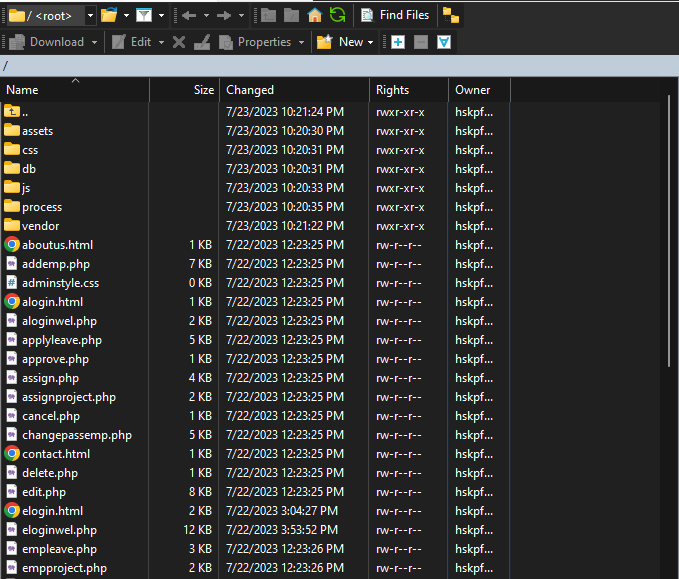 / <root> Find Files
Download Edit Properties New
/
Name Size Changed Rights Owner
.. 7/23/2023 10:21:24 PM rwxr-xr-x hskpf...
assets 7/23/2023 10:20:30 PM rwxr-xr-x hskpf...
css 7/23/2023 10:20:31 PM rwxr-xr-x hskpf...
db 7/23/2023 10:20:31 PM rwxr-xr-x hskpf...
js 7/23/2023 10:20:33 PM rwxr-xr-x hskpf...
process 7/23/2023 10:20:35 PM rwxr-xr-x hskpf...
vendor 7/23/2023 10:21:22 PM rwxr-xr-x hskpf...
aboutus.html 1 KB 7/22/2023 12:23:25 PM rw-r--r-- hskpf...
addemp.php 7 KB 7/22/2023 12:23:25 PM rw-r--r-- hskpf...
adminstyle.css 0 KB 7/22/2023 12:23:25 PM rw-r--r-- hskpf...
alogin.html 1 KB 7/22/2023 12:23:25 PM rw-r--r-- hskpf...
aloginwel.php 2 KB 7/22/2023 12:23:25 PM rw-r--r-- hskpf...
applyleave.php 5 KB 7/22/2023 12:23:25 PM rw-r--r-- hskpf...
approve.php 1 KB 7/22/2023 12:23:25 PM rw-r--r-- hskpf...
assign.php 4 KB 7/22/2023 12:23:25 PM rw-r--r-- hskpf...
assignproject.php 2 KB 7/22/2023 12:23:25 PM rw-r--r-- hskpf...
cancel.php 1 KB 7/22/2023 12:23:25 PM rw-r--r-- hskpf...
changepassemp.php 5 KB 7/22/2023 12:23:25 PM rw-r--r-- hskpf...
contact.html 1 KB 7/22/2023 12:23:25 PM rw-r--r-- hskpf...
delete.php 1 KB 7/22/2023 12:23:25 PM rw-r--r-- hskpf...
edit.php 8 KB 7/22/2023 12:23:25 PM rw-r--r-- hskpf...
elogin.html 2 KB 7/22/2023 3:04:27 PM rw-r--r-- hskpf...
eloginwel.php 12 KB 7/22/2023 3:53:52 PM rw-r--r-- hskpf...
empleave.php 3 KB 7/22/2023 12:23:26 PM rw-r--r-- hskpf...
empproject.php 2 KB 7/22/2023 12:23:26 PM rw-r--r-- hskpf...